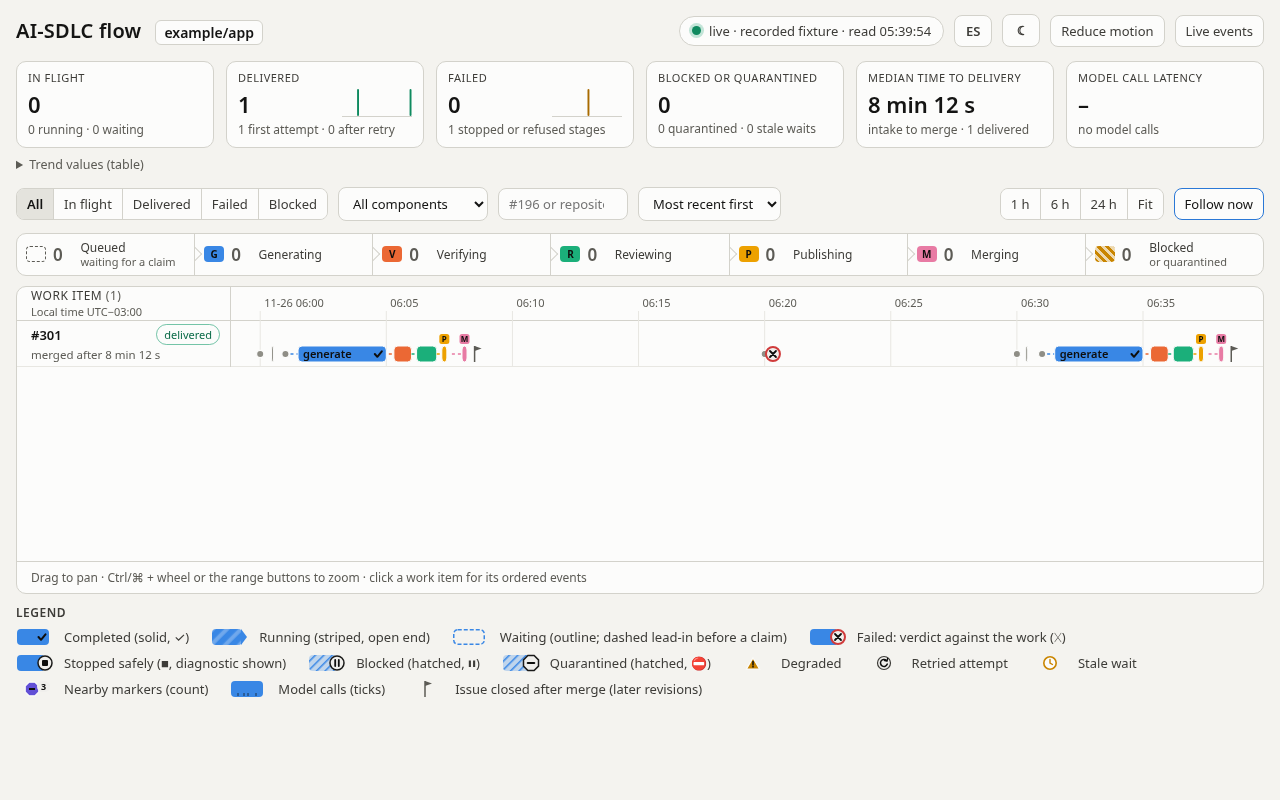 AI-SDLC flow
example/app
live · recorded fixture · read 05:39:54
ES
Reduce motion
Live events
IN FLIGHT
0
0 running · 0 waiting
DELIVERED
1
1 first attempt · 0 after retry
FAILED
0
1 stopped or refused stages
BLOCKED OR QUARANTINED
0
0 quarantined · 0 stale waits
MEDIAN TIME TO DELIVERY
8 min 12 s
intake to merge · 1 delivered
MODEL CALL LATENCY
–
no model calls
Trend values (table)
All
In flight
Delivered
Failed
Blocked
All components
#196 or reposito
Most recent first
1 h
6 h
24 h
Fit
Follow now
0
Queued
waiting for a claim
G 0 Generating
V 0 Verifying
R 0 Reviewing
P 0 Publishing
M 0 Merging
0
Blocked
or quarantined
WORK ITEM (1)
Local time UTC−03:00
11-26 06:00
06:05
06:10
06:15
06:20
06:25
06:30
06:35
#301
delivered
merged after 8 min 12 s
generate
P
M
generate
P
M
Drag to pan · Ctrl/⌘ + wheel or the range buttons to zoom · click a work item for its ordered events
LEGEND
Completed (solid, ✓)
Running (striped, open end)
Waiting (outline; dashed lead-in before a claim)
Failed: verdict against the work (☓)
Stopped safely (■, diagnostic shown)
Blocked (hatched, ⏸)
Quarantined (hatched, ⛔)
Degraded
Retried attempt
Stale wait
3
Nearby markers (count)
Model calls (ticks)
Issue closed after merge (later revisions)